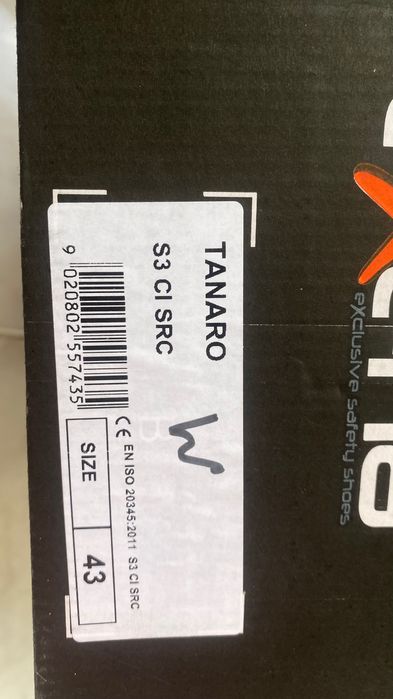 eXclusive safety shoes
TANARO
S3 CI SRC
W
9 020802 557435
CE EN ISO 20345:2011 S3 CI SRC
SIZE 43